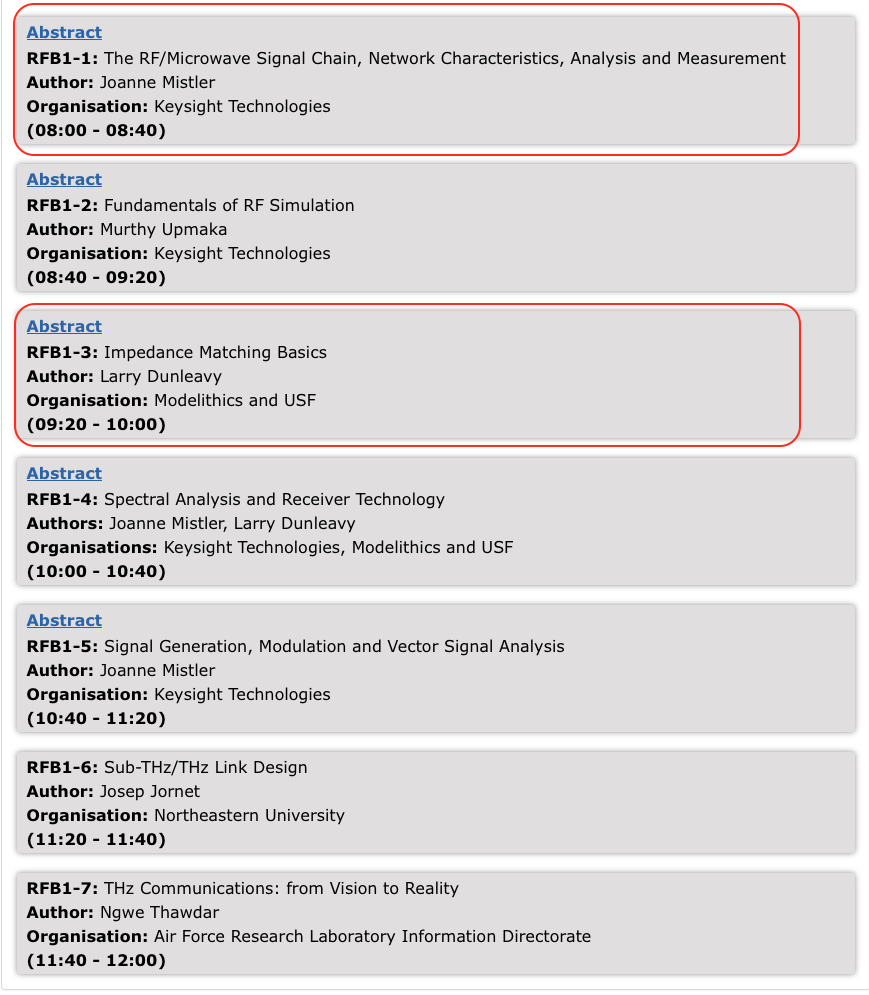 Abstract
RFB1-1: The RF/Microwave Signal Chain, Network Characteristics, Analysis and Measurement
Author: Joanne Mistler
Organisation: Keysight Technologies
(08:00 - 08:40)
Abstract
RFB1-2: Fundamentals of RF Simulation
Author: Murthy Upmaka
Organisation: Keysight Technologies
(08:40 - 09:20)
Abstract
RFB1-3: Impedance Matching Basics
Author: Larry Dunleavy
Organisation: Modelithics and USF
(09:20 - 10:00)
Abstract
RFB1-4: Spectral Analysis and Receiver Technology
Authors: Joanne Mistler, Larry Dunleavy
Organisations: Keysight Technologies, Modelithics and USF
(10:00 - 10:40)
Abstract
RFB1-5: Signal Generation, Modulation and Vector Signal Analysis
Author: Joanne Mistler
Organisation: Keysight Technologies
(10:40 - 11:20)
RFB1-6: Sub-THz/THz Link Design
Author: Josep Jornet
Organisation: Northeastern University
(11:20 - 11:40)
RFB1-7: THz Communications: from Vision to Reality
Author: Ngwe Thawdar
Organisation: Air Force Research Laboratory Information Directorate
(11:40 - 12:00)